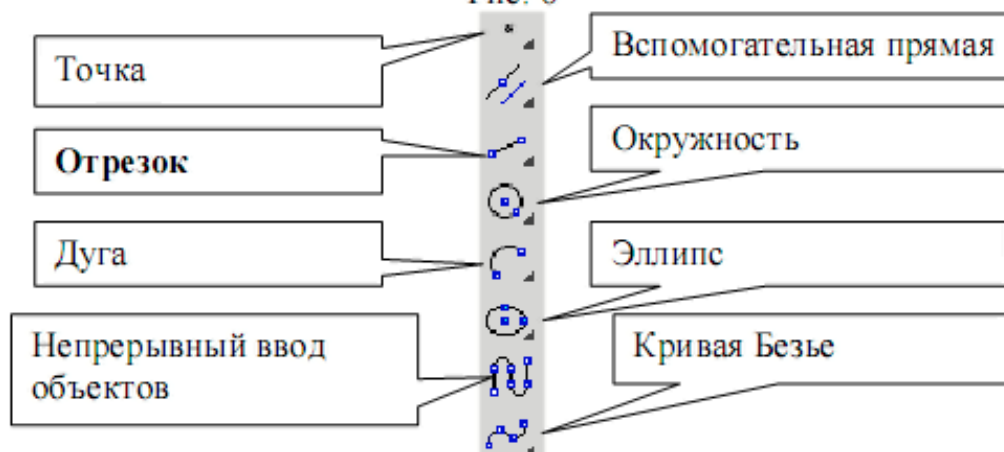 Точка
Вспомогательная прямая
Отрезок
Окружность
Дуга
Эллипс
Непрерывный ввод
объектов
Кривая Безье